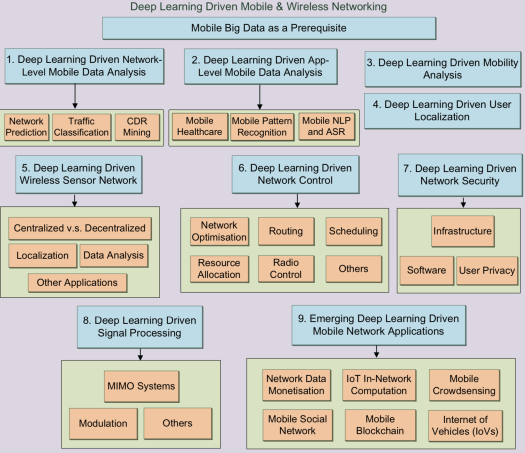 Deep Learning Driven Mobile & Wireless Networking
Mobile Big Data as a Prerequisite
1. Deep Learning Driven Network-
Level Mobile Data Analysis
Network
Prediction
Traffic
Classification
CDR
Mining
2. Deep Learning Driven App-
Level Mobile Data Analysis
Mobile
Healthcare
Mobile Pattern
Recognition
Mobile NLP
and ASR
3. Deep Learning Driven Mobility
Analysis
4. Deep Learning Driven User
Localization
5. Deep Learning Driven
Wireless Sensor Network
Centralized v.s. Decentralized
Localization
Data Analysis
Other Applications
6. Deep Learning Driven
Network Control
Network
Optimisation
Routing
Scheduling
Resource
Allocation
Radio
Control
Others
7. Deep Learning Driven
Network Security
Infrastructure
Software
User Privacy
8. Deep Learning Driven
Signal Processing
MIMO Systems
Modulation
Others
9. Emerging Deep Learning Driven
Mobile Network Applications
Network Data
Monetisation
IoT In-Network
Computation
Mobile
Crowdsensing
Mobile Social
Network
Mobile
Blockchain
Internet of
Vehicles (IoVs)